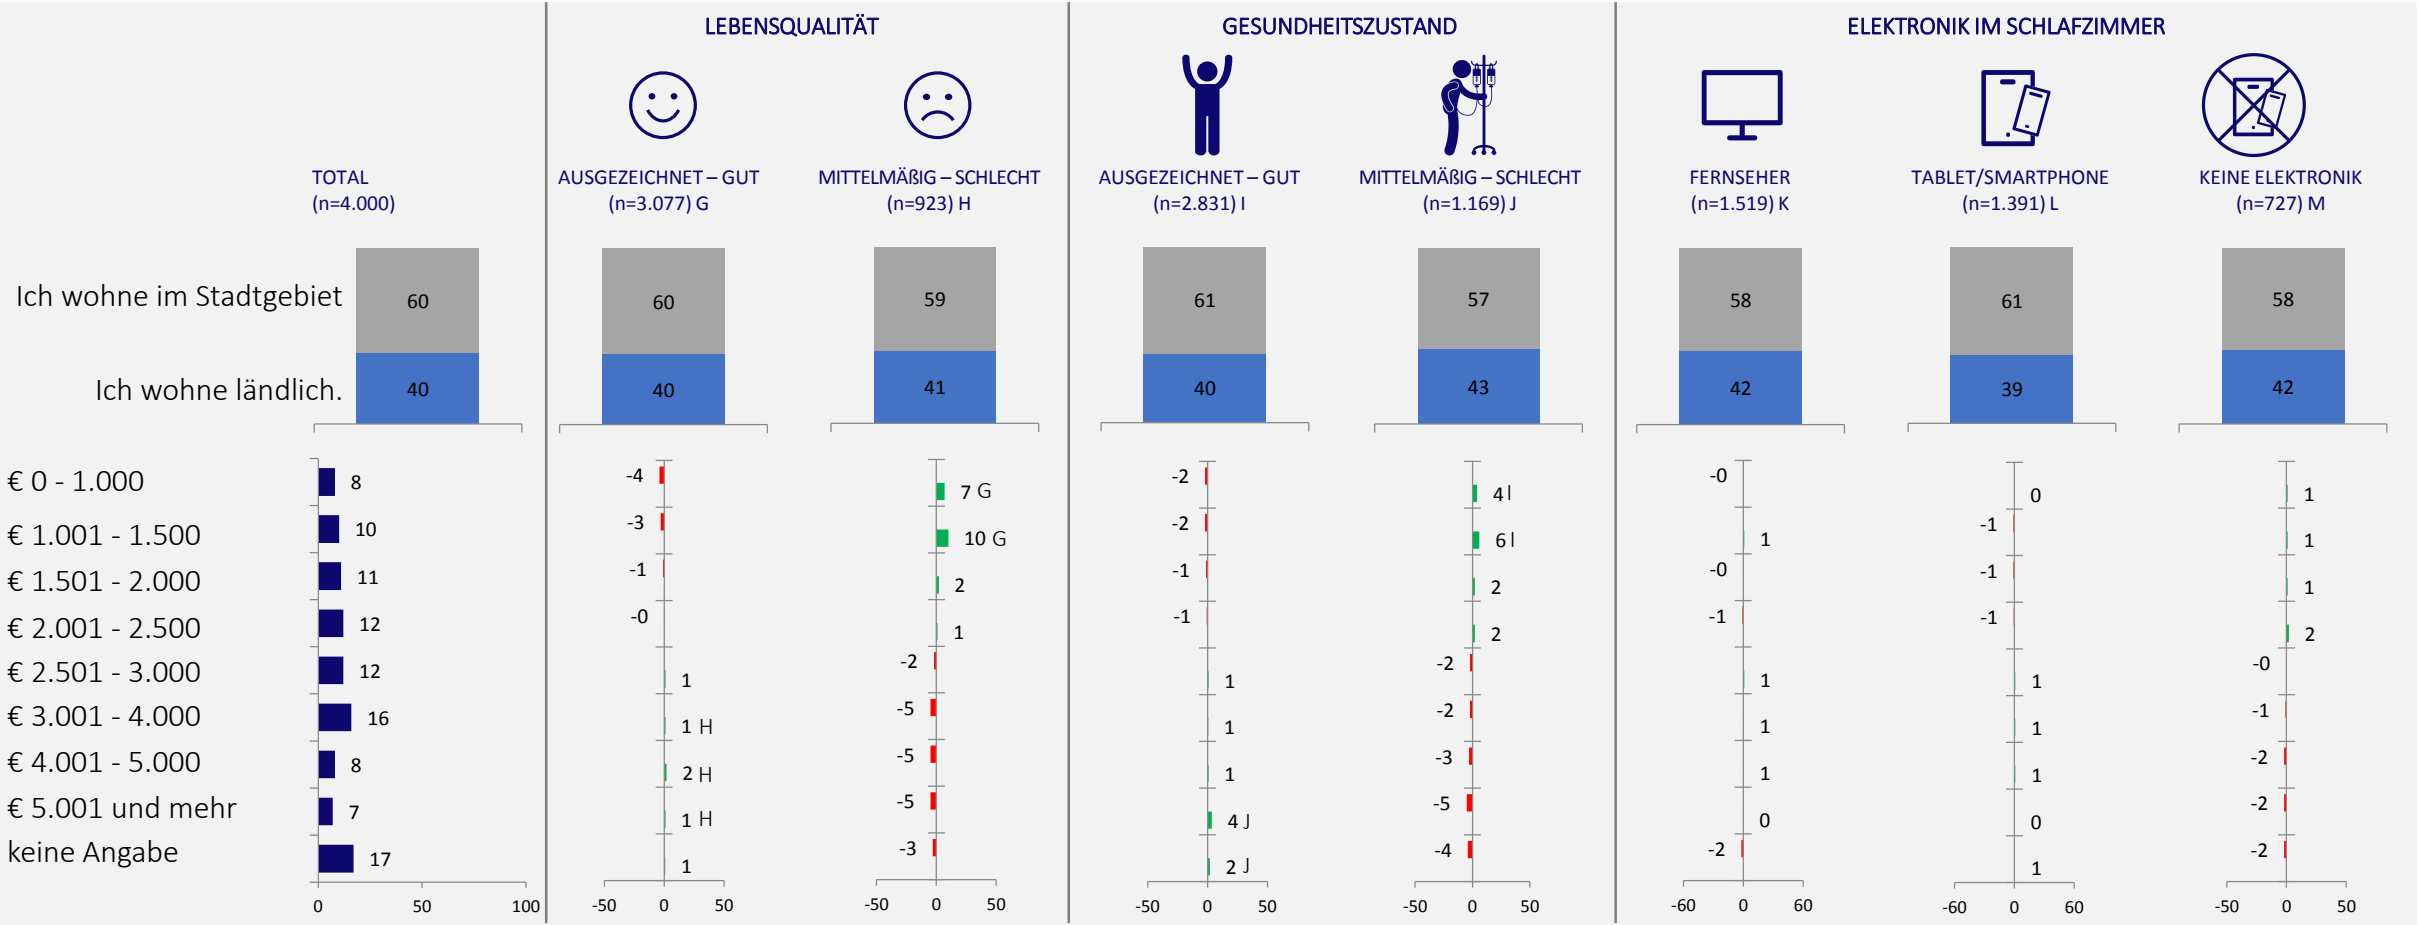 LEBENSQUALITÄT
GESUNDHEITSZUSTAND
ELEKTRONIK IM SCHLAFZIMMER
TOTAL
(n=4.000)
AUSGEZEICHNET – GUT
(n=3.077) G
MITTELMÄßIG – SCHLECHT
(n=923) H
AUSGEZEICHNET – GUT
(n=2.831) I
MITTELMÄßIG – SCHLECHT
(n=1.169) J
FERNSEHER
(n=1.519) K
TABLET/SMARTPHONE
(n=1.391) L
KEINE ELEKTRONIK
(n=727) M
Ich wohne im Stadtgebiet 60 60 59 61 57 58 61 58
Ich wohne ländlich. 40 40 41 40 43 42 39 42
€ 0 - 1.000 8 -4 7 G -2 4 I -0 0 1
€ 1.001 - 1.500 10 -3 10 G -2 6 I 1 -1 1
€ 1.501 - 2.000 11 -1 2 -1 2 -0 -1 1
€ 2.001 - 2.500 12 -0 1 -1 2 -1 -1 2
€ 2.501 - 3.000 12 1 -2 1 -2 1 1 -0
€ 3.001 - 4.000 16 1 H -5 1 -2 1 1 -1
€ 4.001 - 5.000 8 2 H -5 1 -3 1 1 -2
€ 5.001 und mehr 7 1 H -5 4 J -5 0 0 -2
keine Angabe 17 1 -3 2 J -4 -2 1 -2
0 50 100 -50 0 50 -50 0 50 -50 0 50 -50 0 50 -60 0 60 -60 0 60 -50 0 50